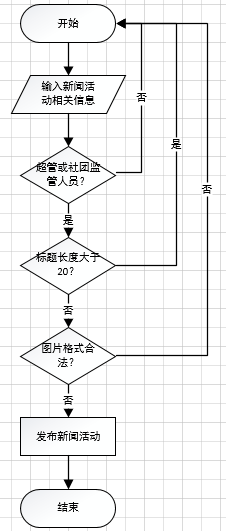 开始
输入新闻活
动相关信息
否
是
否
超管或社团监
管人员？
是
标题长度大于
20？
否
图片格式合
法？
否
发布新闻活动
结束